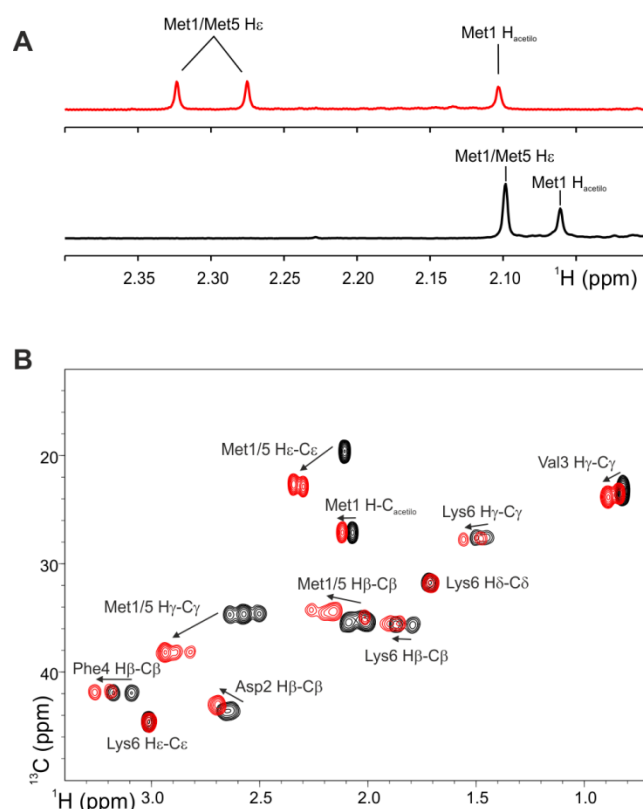 A
Met1/Met5 Hε
Met1 Hacetilo
Met1/Met5 Hε
Met1 Hacetilo
2.35 2.30 2.25 2.20 2.15 2.10
1H (ppm)
B
20
30
40
13C (ppm)
Met1/5 Hε-Cε
Val3 Hγ-Cγ
Met1 H-Cacetilo
Lys6 Hγ-Cγ
Met1/5 Hβ-Cβ
Lys6 Hδ-Cδ
Met1/5 Hγ-Cγ
Lys6 Hβ-Cβ
Phe4 Hβ-Cβ
Asp2 Hβ-Cβ
Lys6 Hε-Cε
1H (ppm) 3.0 2.5 2.0 1.5 1.0